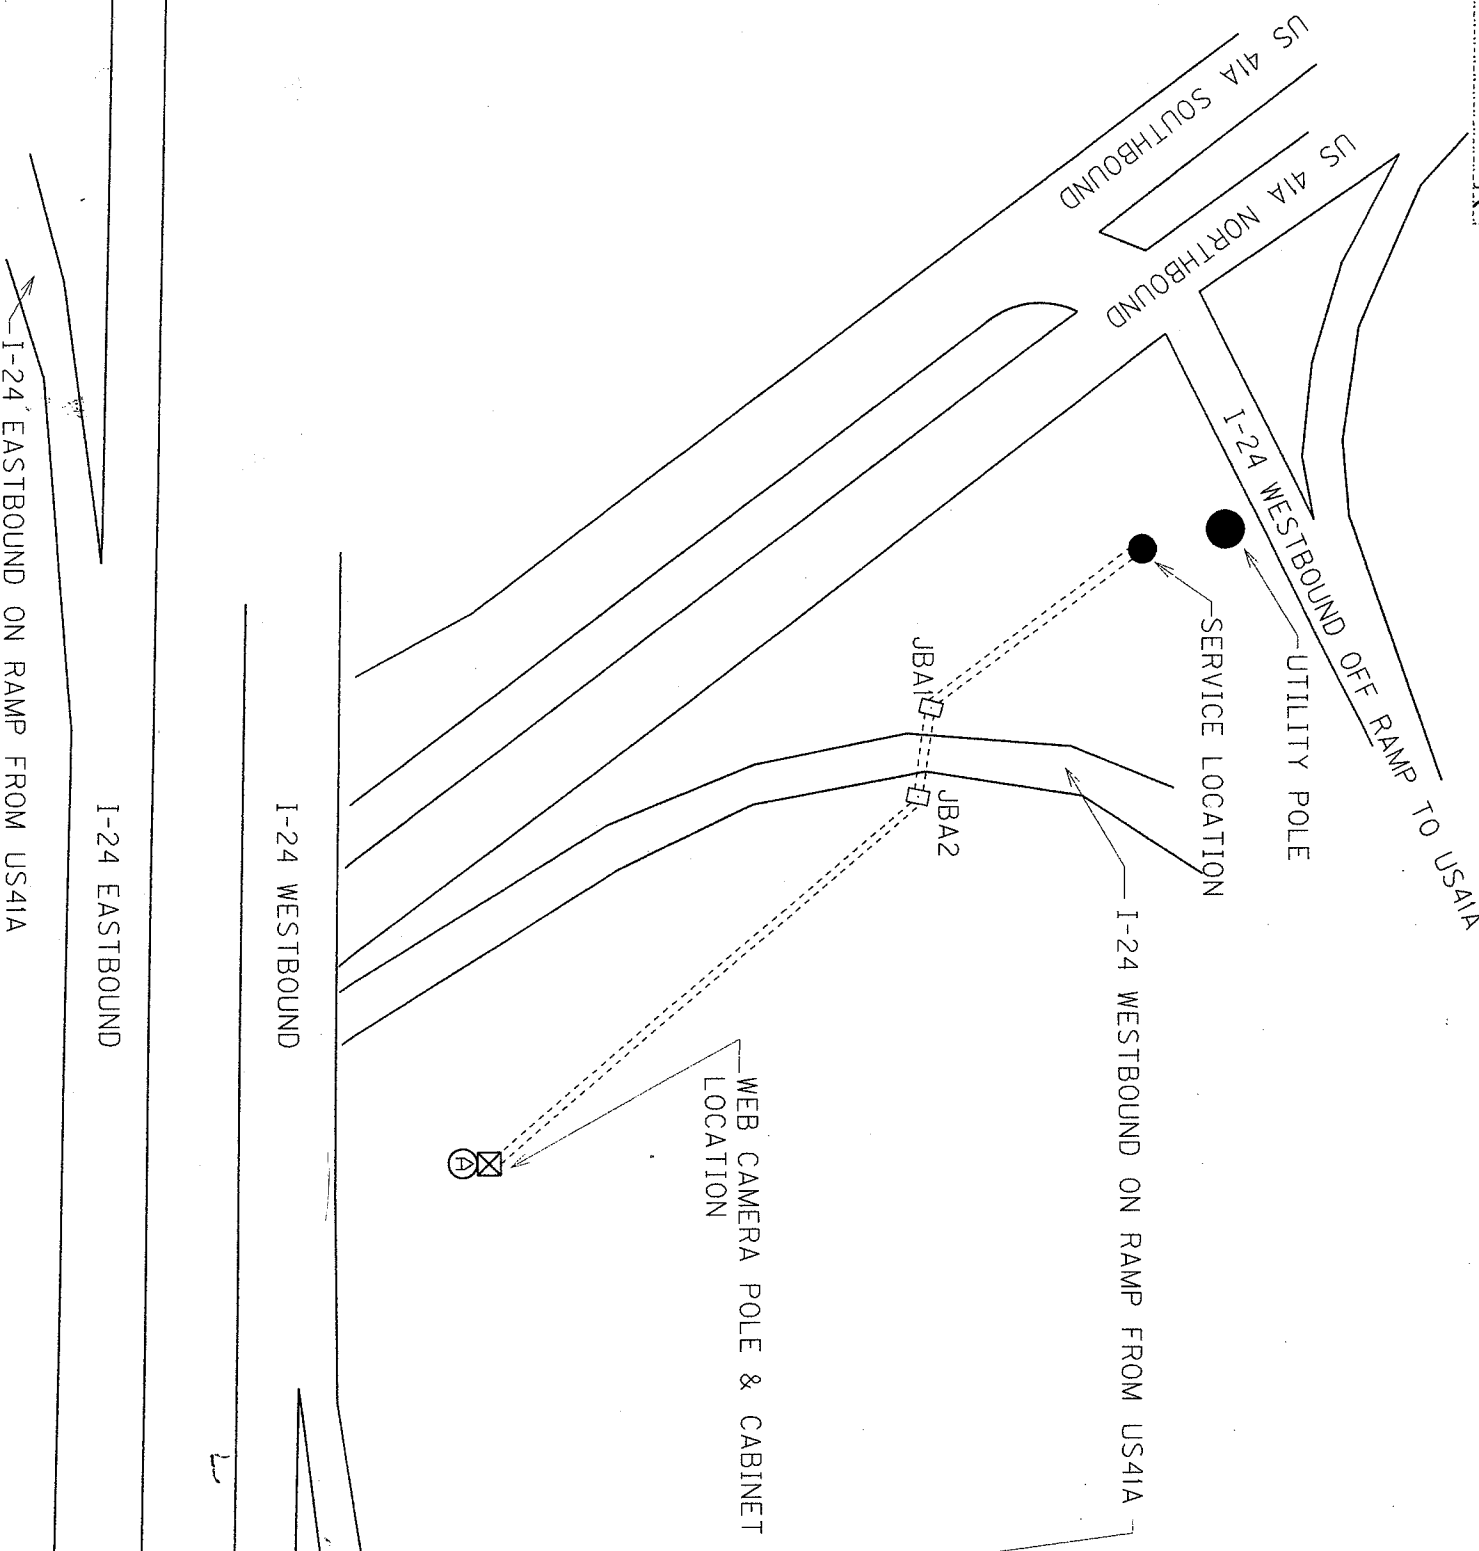 US 41A SOUTHBOUND
US 41A NORTHBOUND
I-24 WESTBOUND OFF RAMP TO US41A
UTILITY POLE
SERVICE LOCATION
JBA1
JBA2
I-24 WESTBOUND ON RAMP FROM US41A
WEB CAMERA POLE & CABINET
LOCATION
A
I-24 WESTBOUND
I-24 EASTBOUND
I-24 EASTBOUND ON RAMP FROM US41A